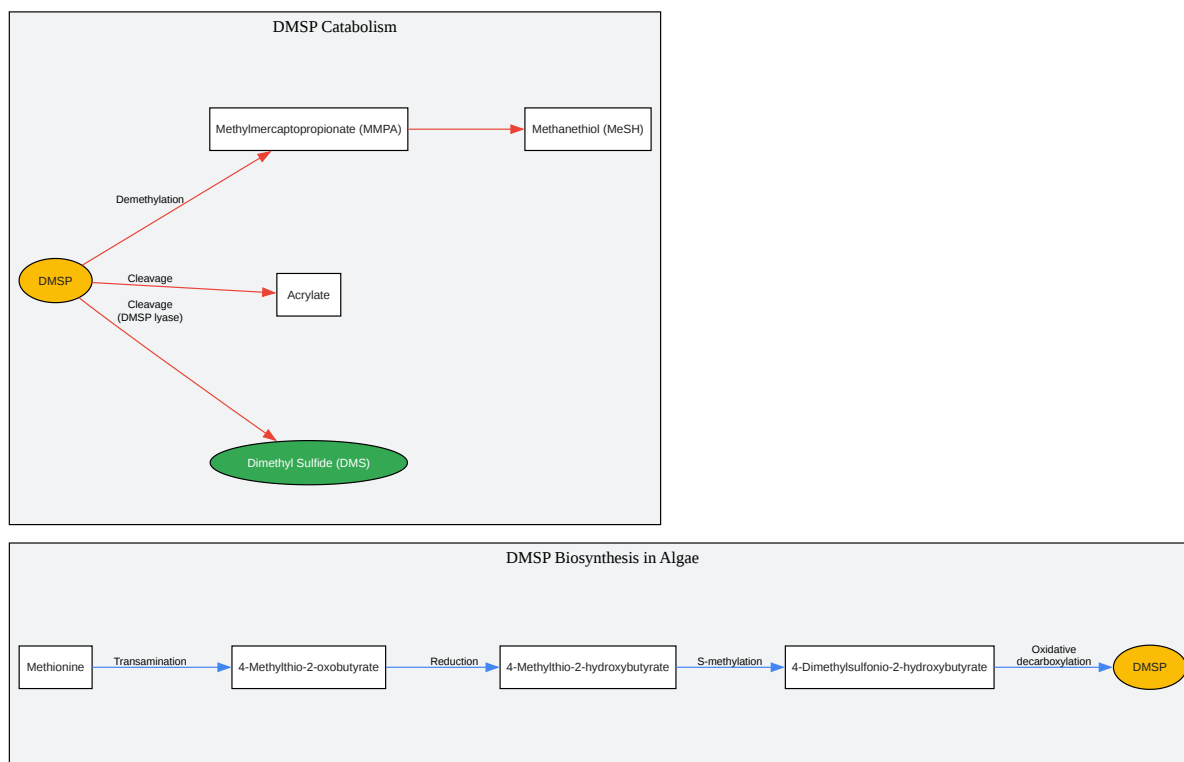 DMSP Catabolism
Methylmercaptopropionate (MMPA)
Methanethiol (MeSH)
Demethylation
DMSP
Cleavage
Acrylate
Cleavage
(DMSP lyase)
Dimethyl Sulfide (DMS)
DMSP Biosynthesis in Algae
Methionine
Transamination
4-Methylthio-2-oxobutyrate
Reduction
4-Methylthio-2-hydroxybutyrate
S-methylation
4-Dimethylsulfonio-2-hydroxybutyrate
Oxidative
decarboxylation
DMSP